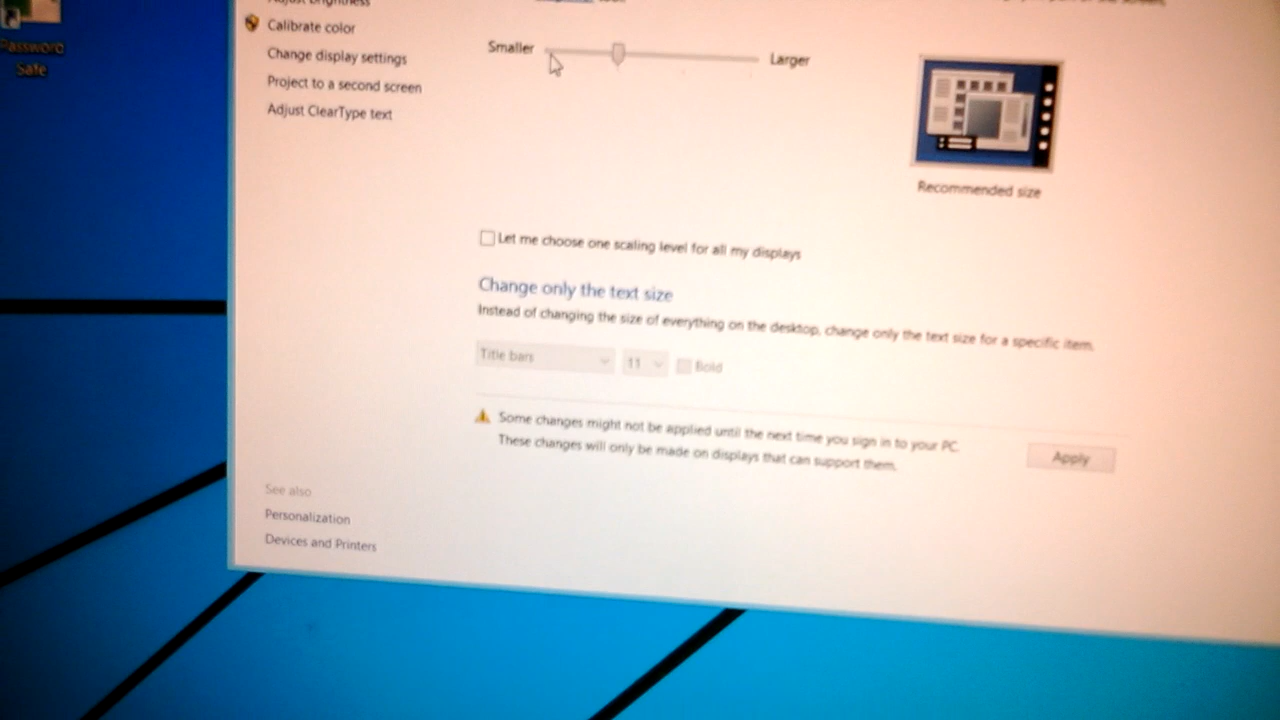 Password
Safe
Adjust brightness
Calibrate color
Change display settings
Project to a second screen
Adjust ClearType text
Smaller
Larger
Recommended size
Let me choose one scaling level for all my displays
Change only the text size
Instead of changing the size of everything on the desktop, change only the text size for a specific item.
Title bars
11
Bold
Some changes might not be applied until the next time you sign in to your PC.
These changes will only be made on displays that can support them.
Apply
See also
Personalization
Devices and Printers